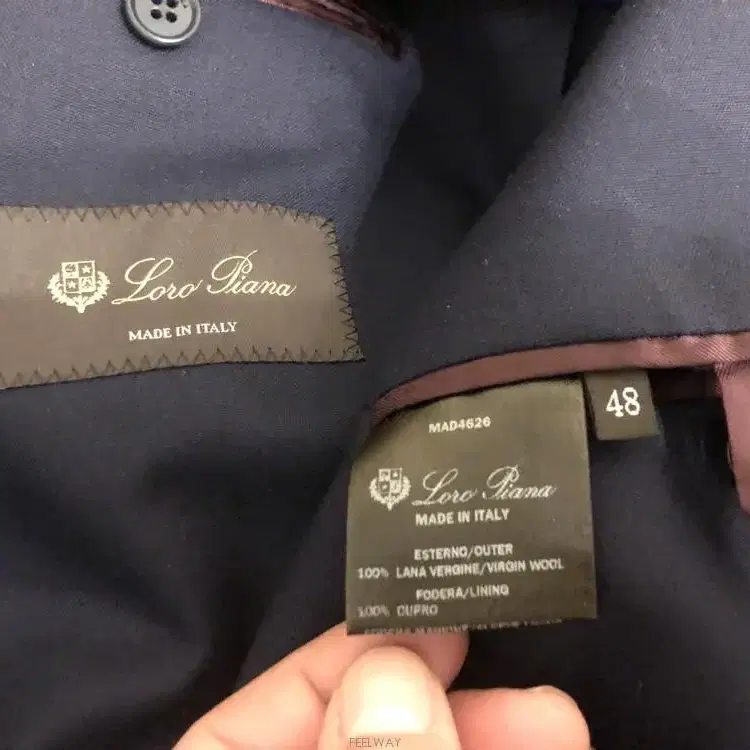 Loro Piana
MADE IN ITALY
48
MAD4626
Loro Piana
MADE IN ITALY
ESTERNO/OUTER
100% LANA VERGINE/VIRGIN WOOL
FODERA/LINING
100% CUPRO
FEELWAY